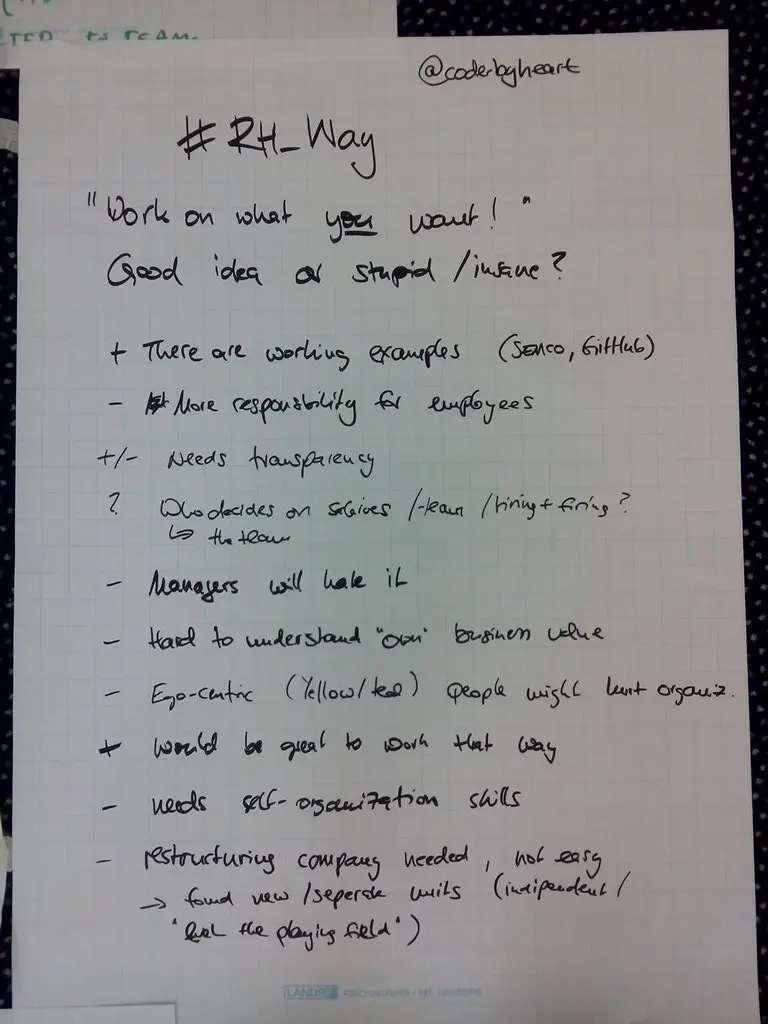 TED to TEAM.
@coderbyheart
#RH_Way
"Work on what you want!"
Good idea or stupid/insane?
+ There are working examples (Semco, GitHub)
- More responsibility for employees
+/- Needs transparency
? Who decides on salaries /-team /hiring + firing?
↳ the team
- Managers will hate it
- Hard to understand "own" business value
- Ego-centric (Yellow/teal) people might hurt organiz.
+ would be great to work that way
- needs self-organization skills
- restructuring company needed, not easy
→ found new/seperate units (indipendent/
the playing field")
LANDRÉ